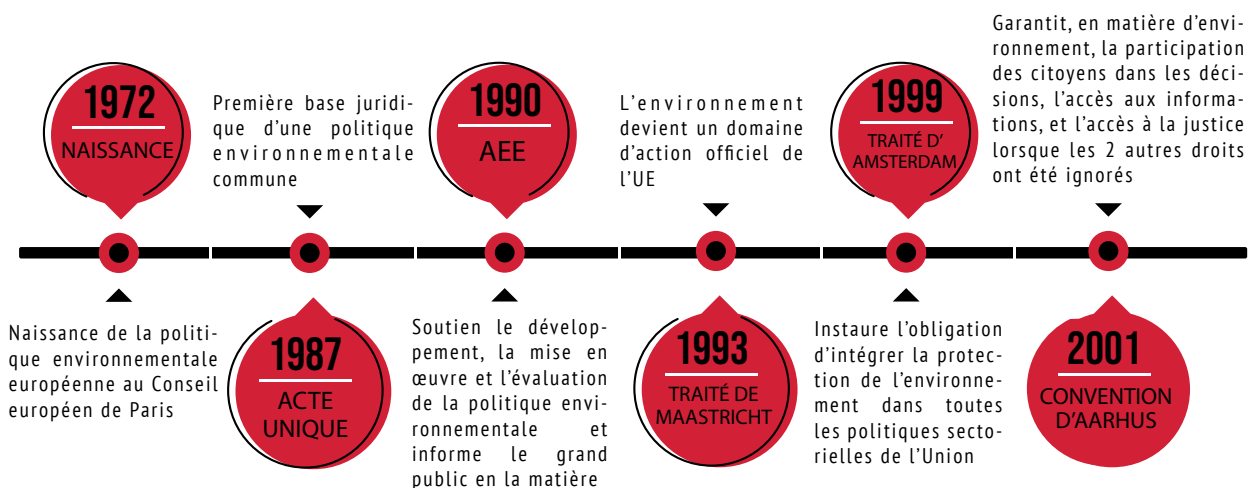 1972
NAISSANCE
Naissance de la politi-
que environnementale
européenne au Conseil
européen de Paris
Première base juridi-
que d'une politique
environnementale
commune
1987
ACTE
UNIQUE
1990
AEE
Soutien le dévelop-
pement, la mise en
œuvre et l'évaluation
de la politique envi-
ronnementale et
informe le grand
public en la matière
L'environnement
devient un domaine
d'action officiel de
l'UE
1993
TRAITÉ DE
MAASTRICHT
1999
TRAITÉ D'
AMSTERDAM
Instaure l'obligation
d'intégrer la protec-
tion de l'environne-
ment dans toutes
les politiques secto-
rielles de l'Union
Garantit, en matière d'envi-
ronnement, la participation
des citoyens dans les déci-
sions, l'accès aux informa-
tions, et l'accès à la justice
lorsque les 2 autres droits
ont été ignorés
2001
CONVENTION
D'AARHUS